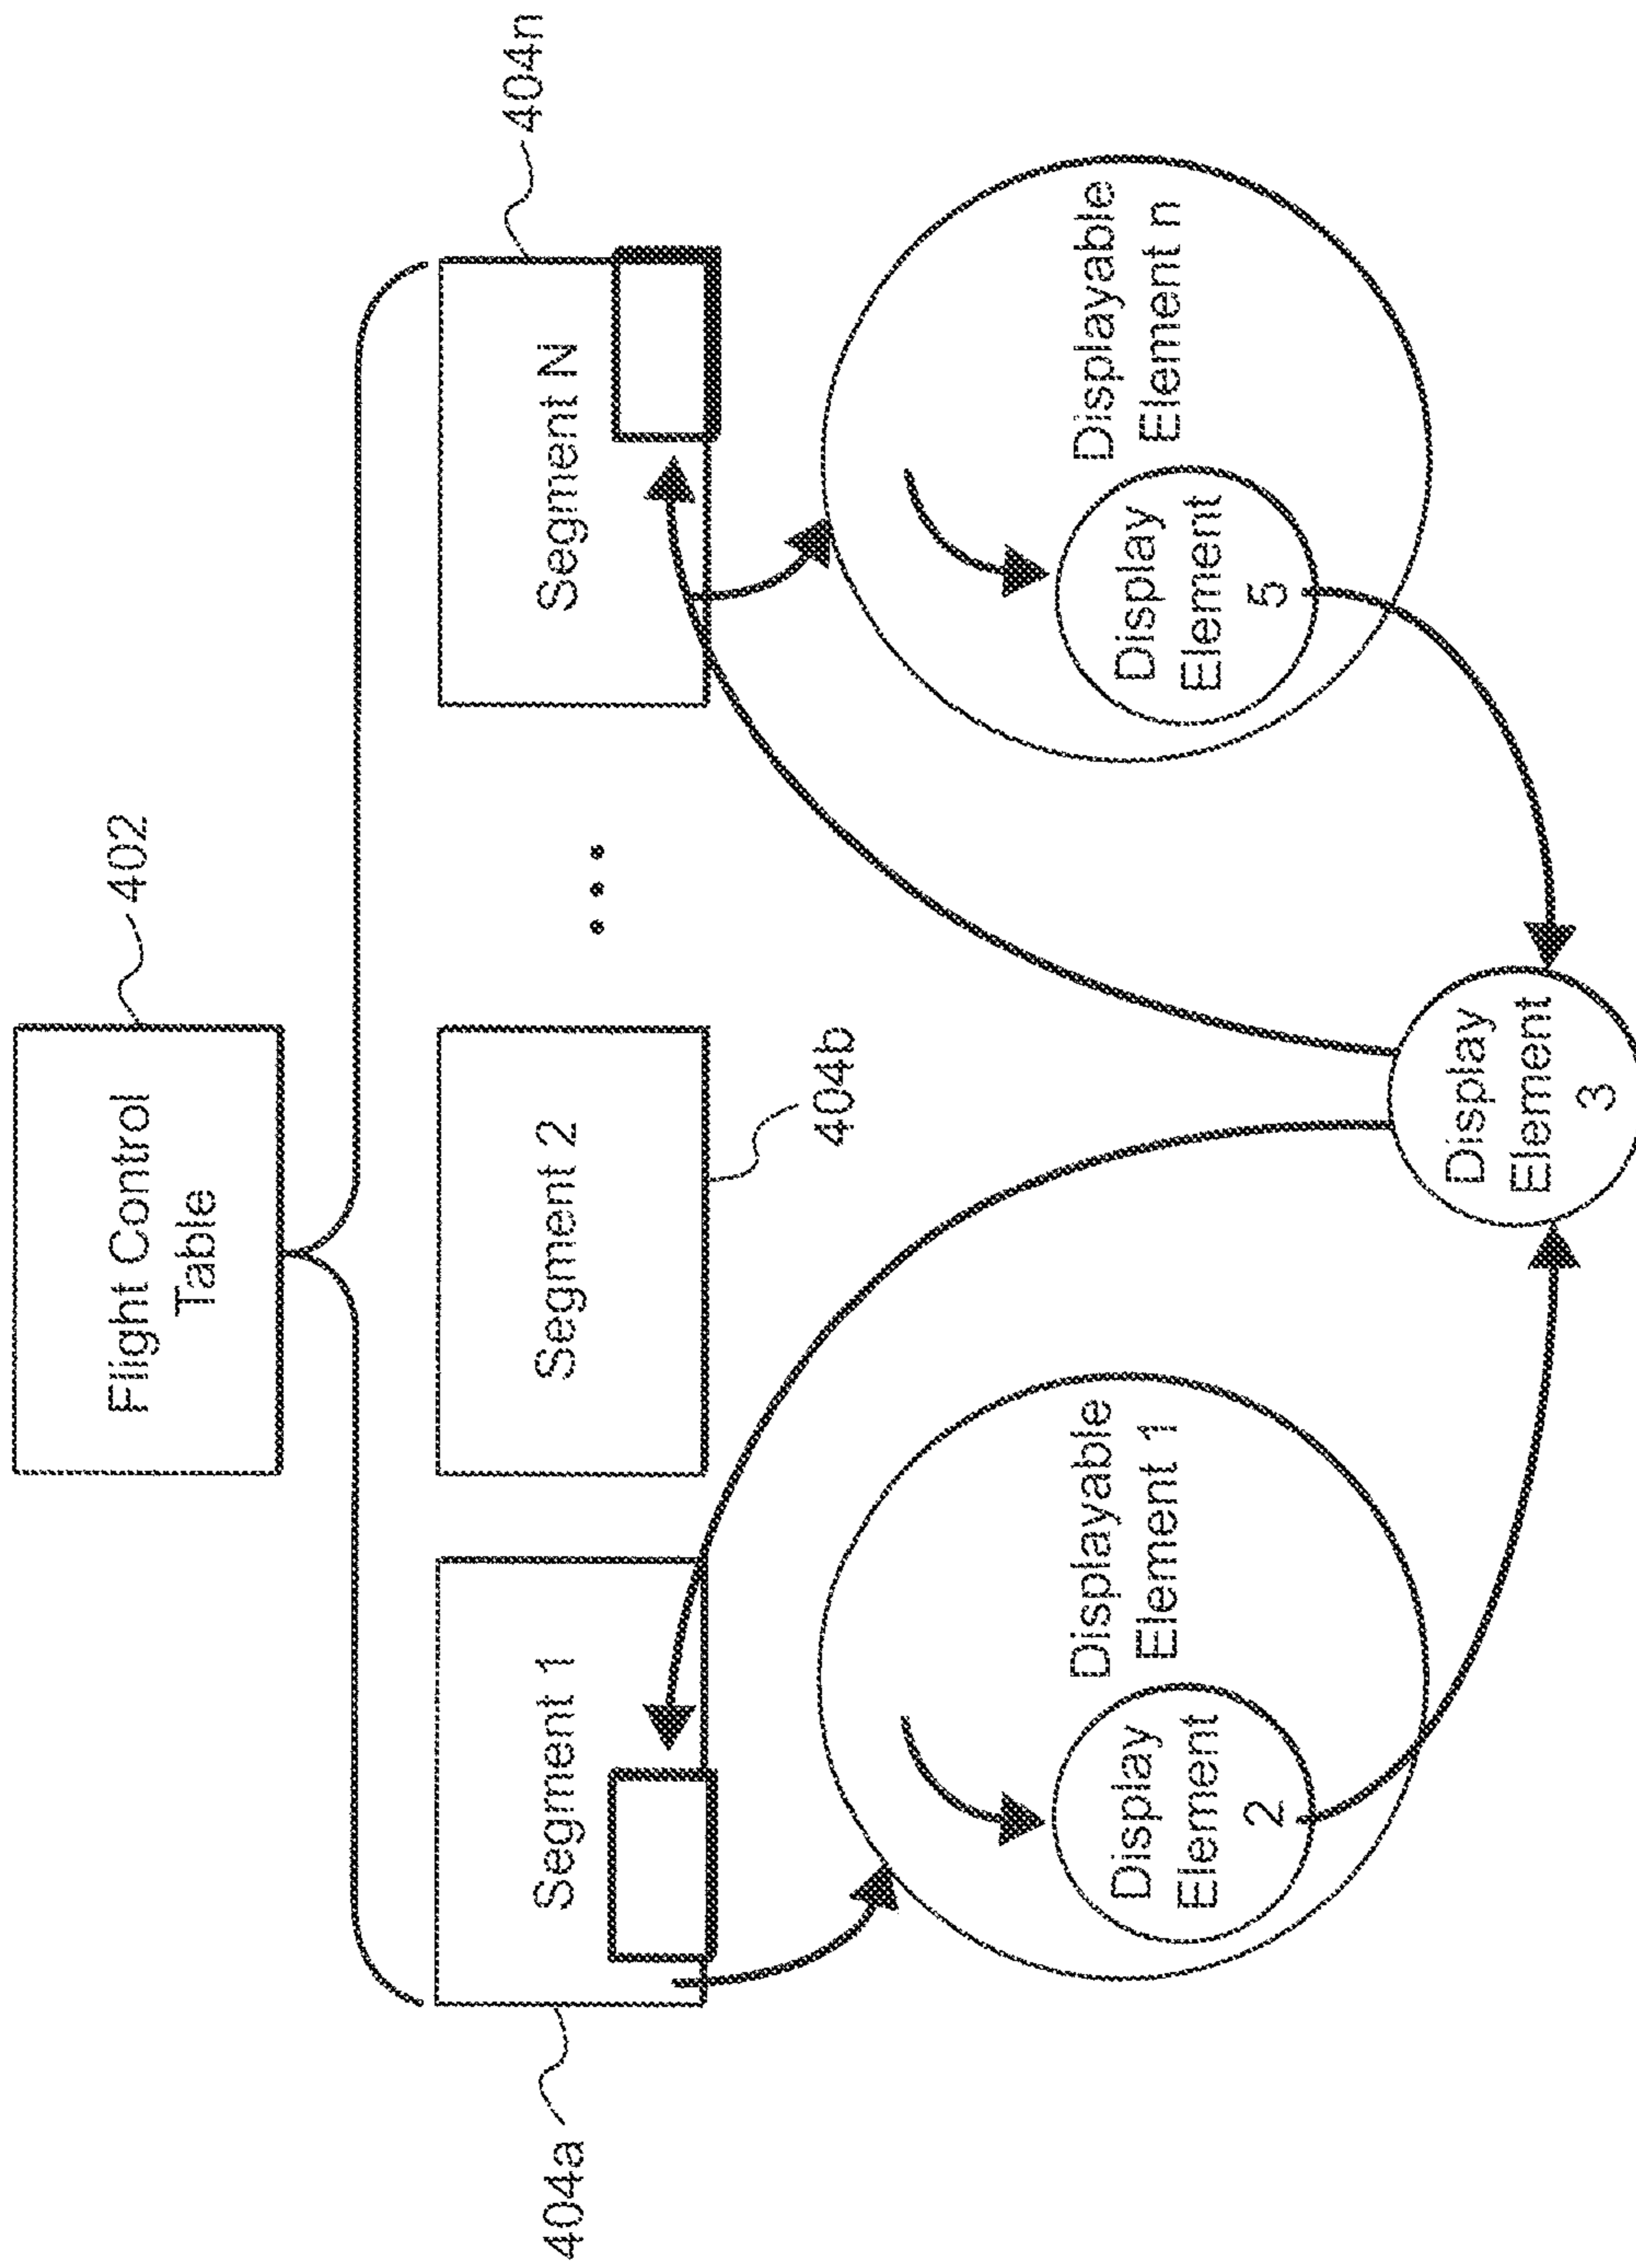 Flight Control
Table
402
Segment 1
Segment 2
...
Segment N
404a
404b
404n
Displayable
Element 1
Display
Element
2
Displayable
Element n
Display
Element
5
Display
Element
3